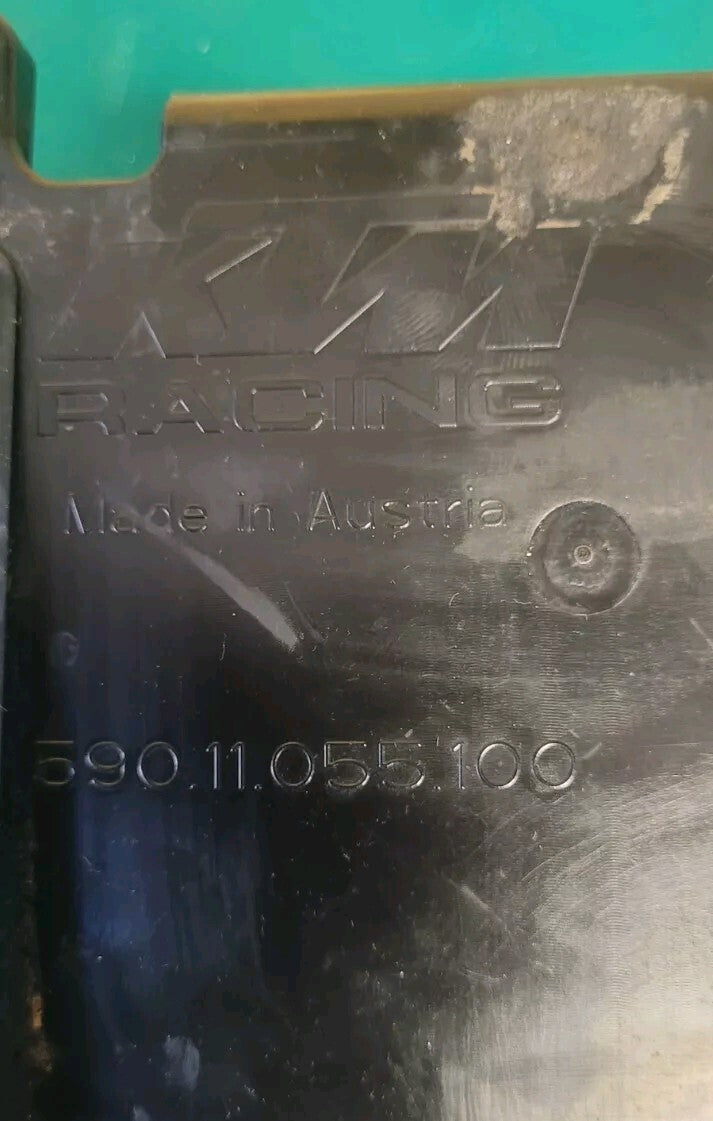 KTM
RACING
Made in Austria
590.11.055.100